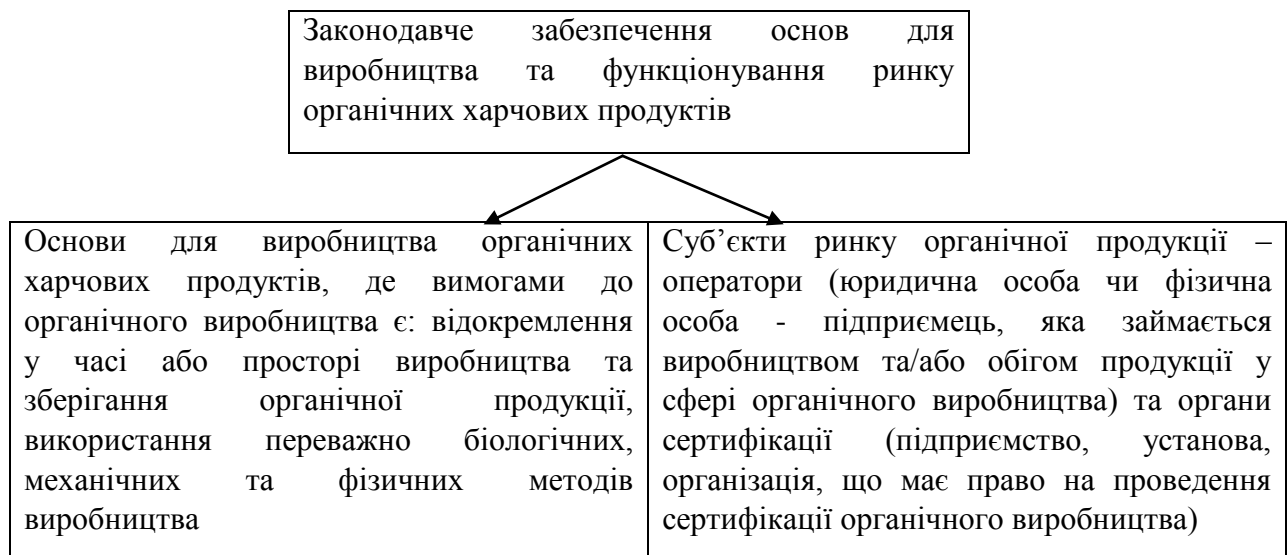 Законодавче забезпечення основ для
виробництва та функціонування ринку
органічних харчових продуктів
Основи для виробництва органічних
харчових продуктів, де вимогами до
органічного виробництва є: відокремлення
у часі або просторі виробництва та
зберігання органічної продукції,
використання переважно біологічних,
механічних та фізичних методів
виробництва
Суб’єкти ринку органічної продукції –
оператори (юридична особа чи фізична
особа - підприємець, яка займається
виробництвом та/або обігом продукції у
сфері органічного виробництва) та органи
сертифікації (підприємство, установа,
організація, що має право на проведення
сертифікації органічного виробництва)